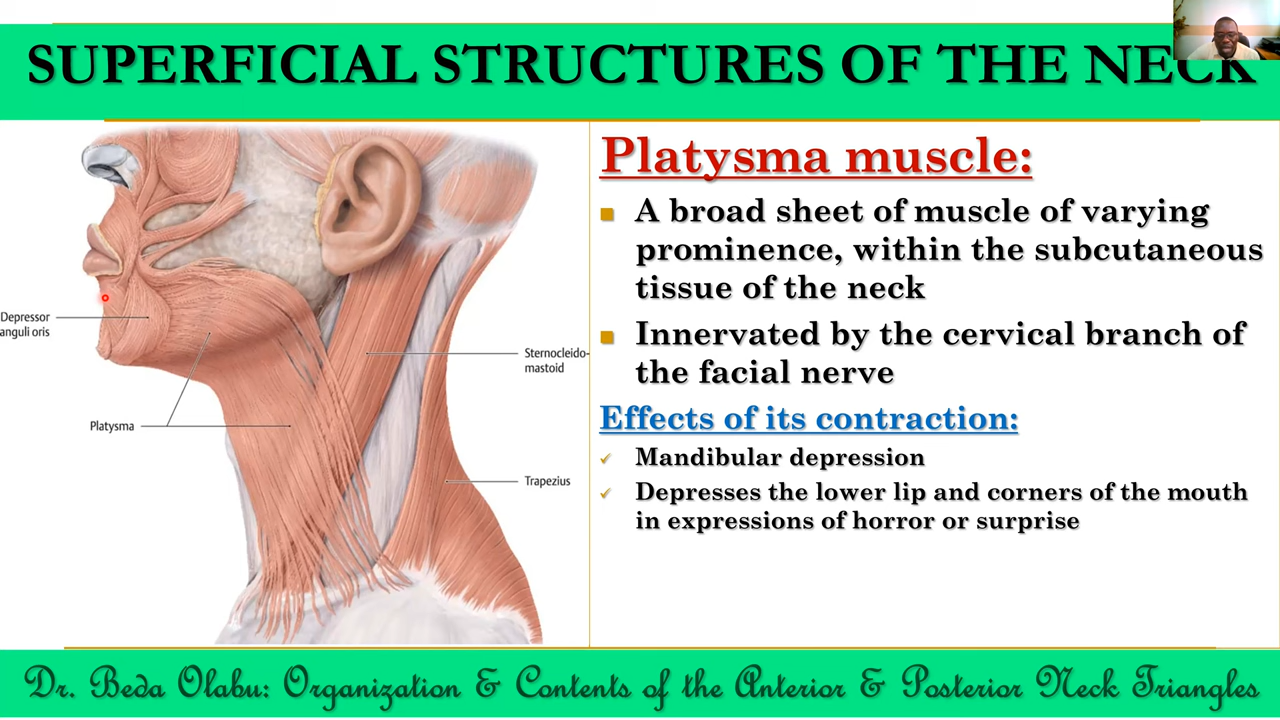 SUPERFICIAL STRUCTURES OF THE NECK
Depressor
anguli oris
Platysma
Sternocleido-
mastoid
Trapezius
Platysma muscle:
A broad sheet of muscle of varying
prominence, within the subcutaneous
tissue of the neck
Innervated by the cervical branch of
the facial nerve
Effects of its contraction:
Mandibular depression
Depresses the lower lip and corners of the mouth
in expressions of horror or surprise
Dr. Beda Olabu: Organization & Contents of the Anterior & Posterior Neck Triangles